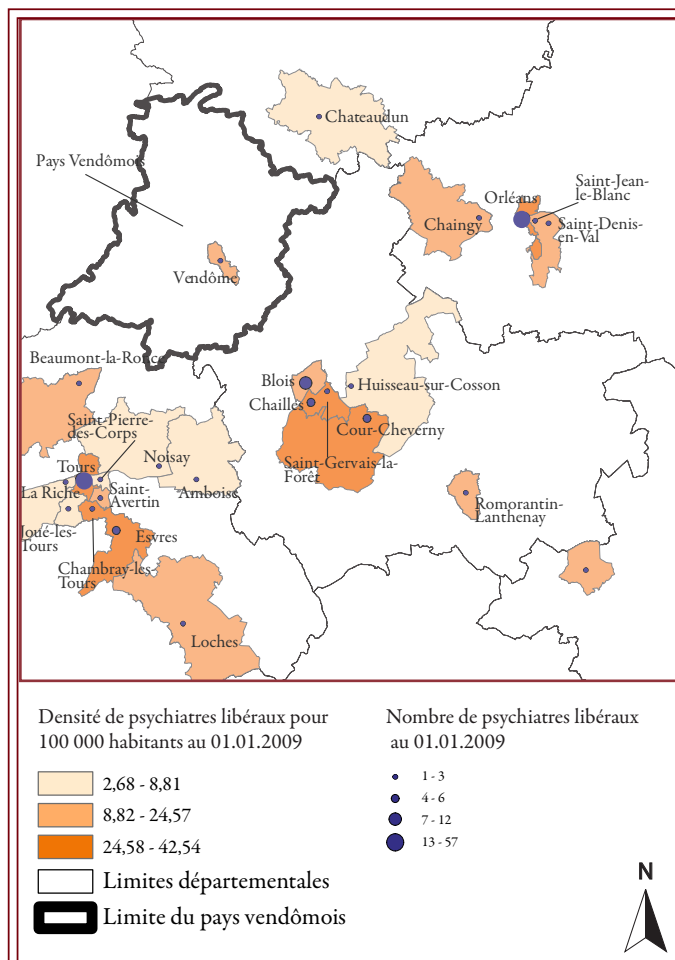 Chateaudun
Pays Vendômois
Saint-Jean-
le-Blanc
Orléans
Chaingy
Saint-Denis-
en-Val
Vendôme
Beaumont-la-Ronce
Blois
Huisseau-sur-Cosson
Chailles
Saint-Pierre-
des-Corps
Cour-Cheverny
Noisay
Tours
Saint-Gervais-la-
Forêt
La Riche
Saint-
Avertin
Amboise
Romorantin-
Lanthenay
Joué-les-
Tours
Esvres
Chambray-les-
Tours
Loches
Densité de psychiatres libéraux pour
100 000 habitants au 01.01.2009
2,68 - 8,81
8,82 - 24,57
24,58 - 42,54
Limites départementales
Limite du pays vendômois
Nombre de psychiatres libéraux
au 01.01.2009
1 - 3
4 - 6
7 - 12
13 - 57
N